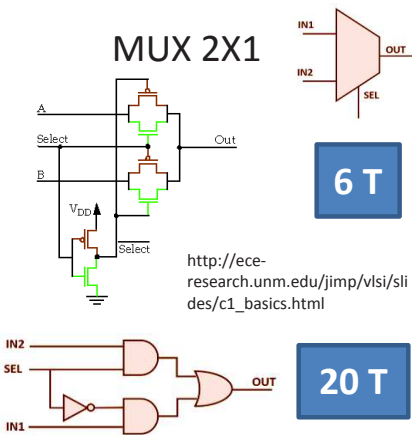 MUX 2X1
IN1
OUT
IN2
SEL
A
Select
Out
B
6 T
VDD
Select
http://ece-
research.unm.edu/jimp/vlsi/sli
des/c1_basics.html
IN2
SEL
OUT
IN1
20 T